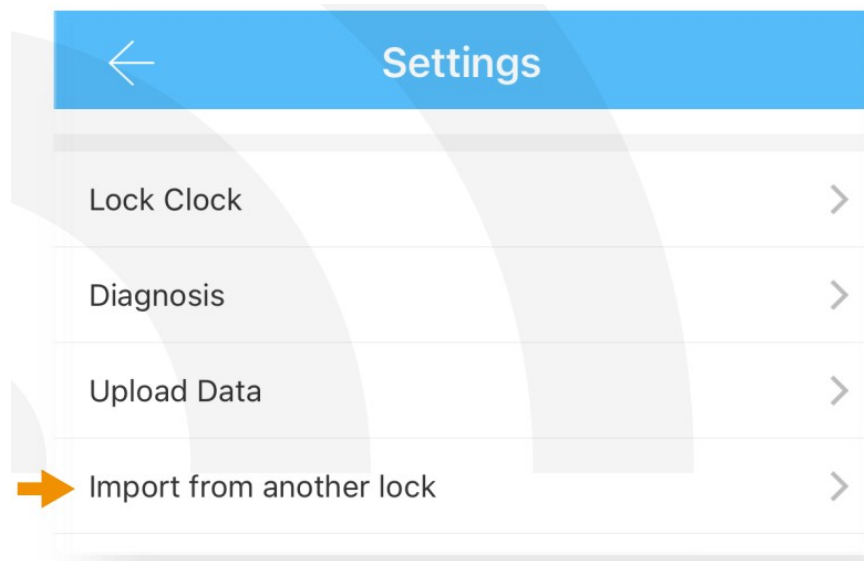 Settings
Lock Clock
Diagnosis
Upload Data
Import from another lock